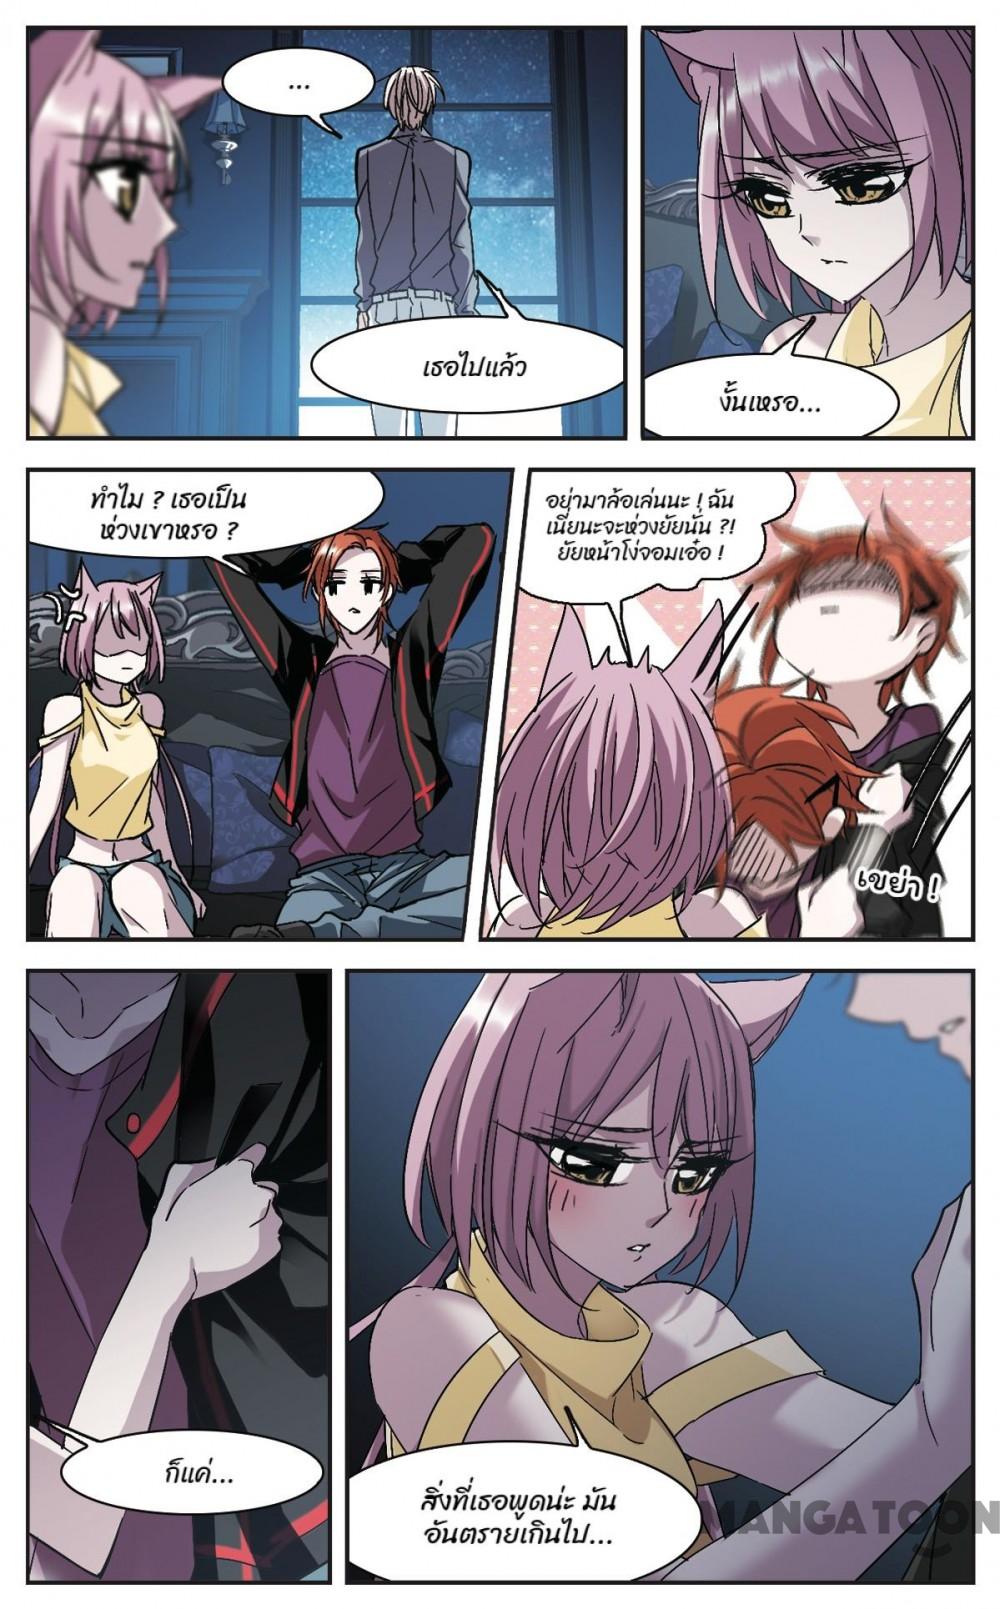 ...
เธอไปแล้ว
งั้นเหรอ...
ทำไม ? เธอเป็น
ห่วงเขาหรอ ?
อย่ามาล้อเล่นนะ ! ฉัน
เนี่ยนะจะห่วงยัยนั่น ?!
ยัยหน้าโง่จอมเอ๋อ !
เขย่า !
ก็แค่...
สิ่งที่เธอพูดน่ะ มัน
อันตรายเกินไป...
MANGATOON